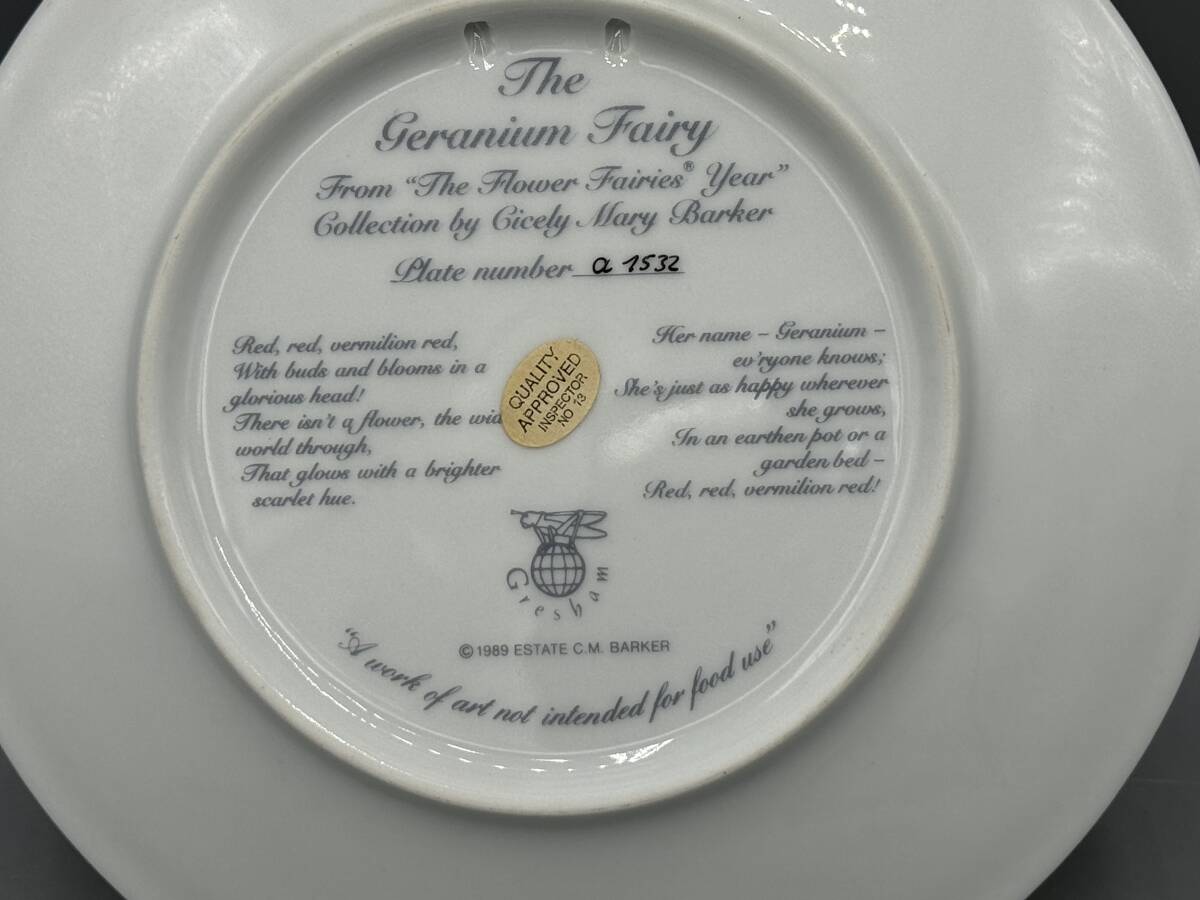 The
Geranium Fairy
From “The Flower Fairies® Year”
Collection by Cicely Mary Barker
Plate number a 1532
Red, red, vermilion red,
With buds and blooms in a
glorious head!
There isn't a flower, the
world through,
That glows with a brighter
scarlet hue.
QUALITY
APPROVED
INSPECTOR
NO 13
Her name – Geranium –
ev'ryone knows;
She's just as happy wherever
she grows,
In an earthen pot or a
garden bed –
Red, red, vermilion red!
Gresham
©1989 ESTATE C.M. BARKER
“A work of art not intended for food use”